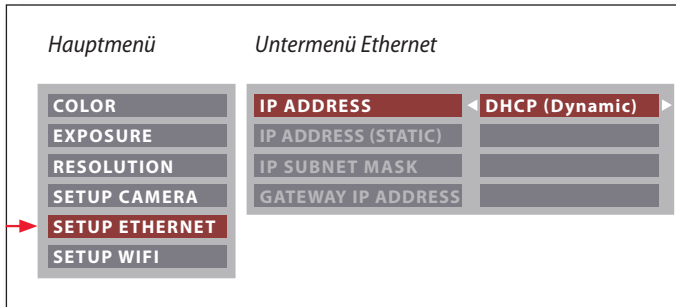 Hauptmenü
Untermenü Ethernet
COLOR
EXPOSURE
RESOLUTION
SETUP CAMERA
SETUP ETHERNET
SETUP WIFI
IP ADDRESS
DHCP (Dynamic)
IP ADDRESS (STATIC)
IP SUBNET MASK
GATEWAY IP ADDRESS